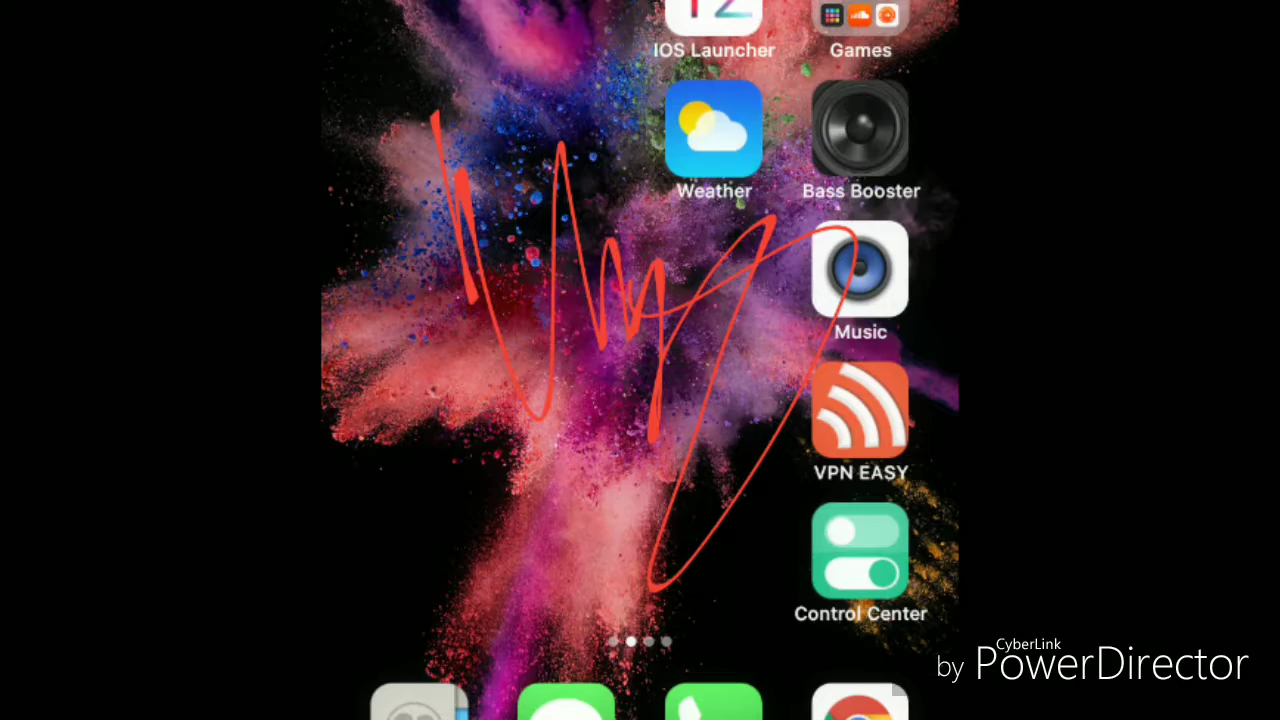 IOS Launcher Games
Weather Bass Booster
Music
VPN EASY
Control Center
CyberLink
by PowerDirector